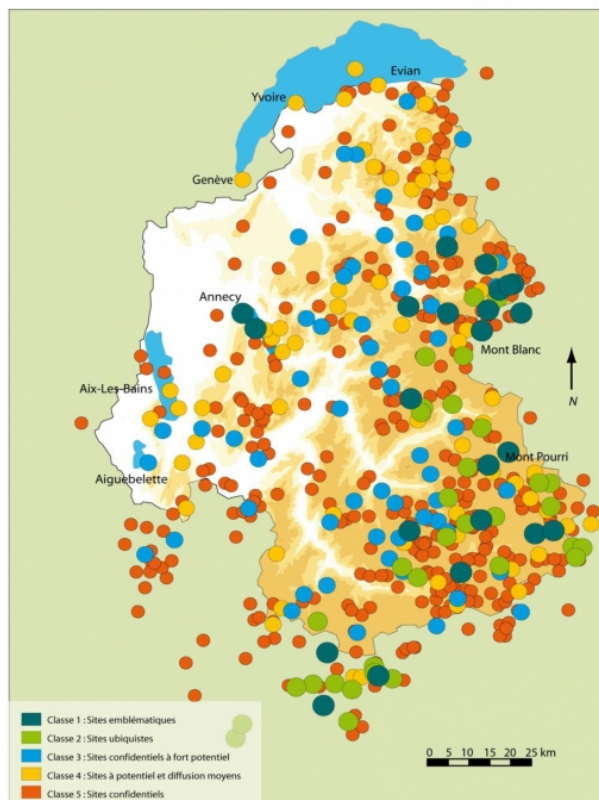 Evian
Yvoire
Genève
Annecy
Mont Blanc
N
Aix-Les-Bains
Mont Pourri
Aiguebelette
Classe 1 : Sites emblématiques
Classe 2 : Sites ubiquistes
Classe 3 : Sites confidentiels à fort potentiel
Classe 4 : Sites à potentiel et diffusion moyens
Classe 5 : Sites confidentiels
0 5 10 15 20 25 km